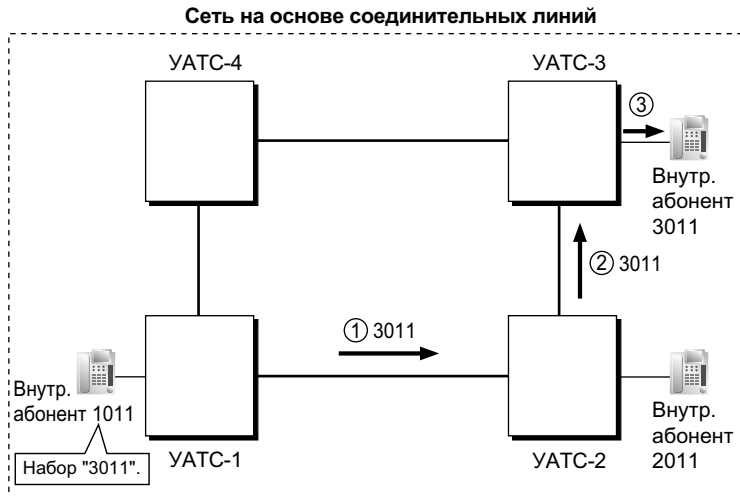 Сеть на основе соединительных линий
УАТС-4
УАТС-3
③
Внутр.
абонент
3011
② 3011
① 3011
Внутр.
абонент 1011
Набор "3011".
УАТС-1
УАТС-2
Внутр.
абонент
2011